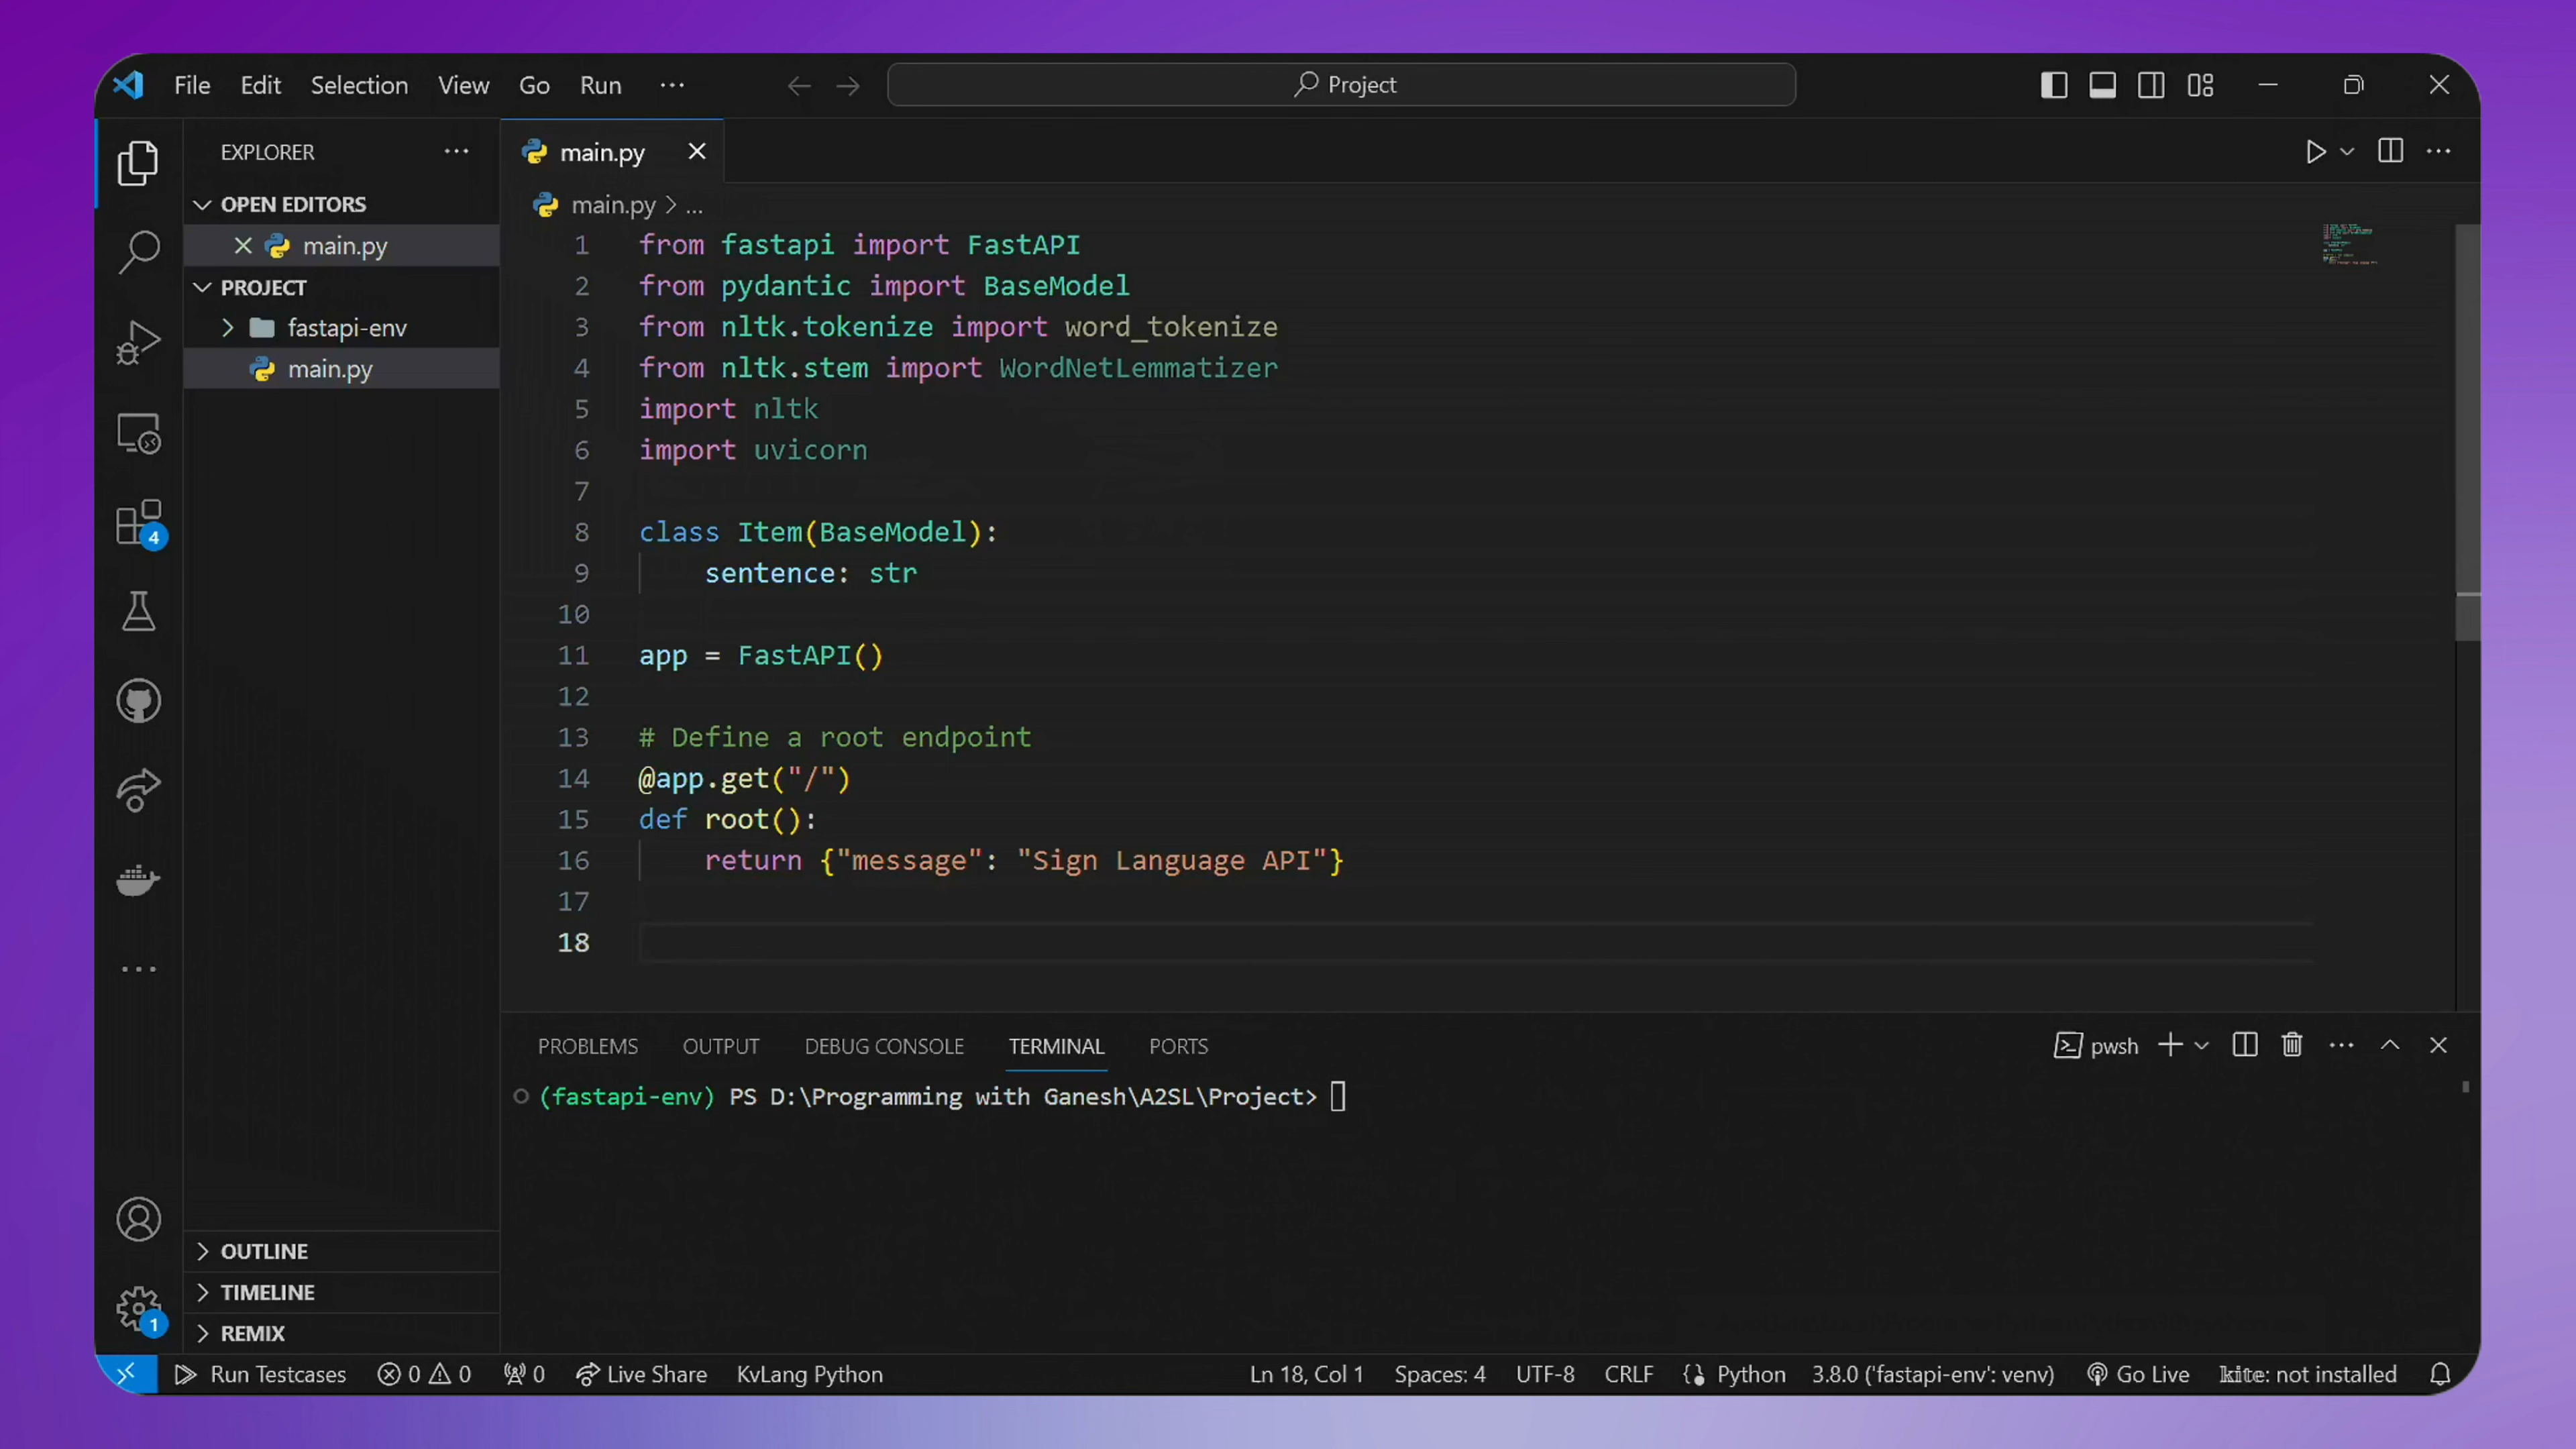 File Edit Selection View Go Run ···
Project
EXPLORER ···
OPEN EDITORS
main.py
PROJECT
fastapi-env
main.py
4
main.py
main.py > ...
1 from fastapi import FastAPI
2 from pydantic import BaseModel
3 from nltk.tokenize import word_tokenize
4 from nltk.stem import WordNetLemmatizer
5 import nltk
6 import uvicorn
7
8 class Item(BaseModel):
9     sentence: str
10
11 app = FastAPI()
12
13 # Define a root endpoint
14 @app.get("/")
15 def root():
16     return {"message": "Sign Language API"}
17
18
PROBLEMS OUTPUT DEBUG CONSOLE TERMINAL PORTS
pwsh
(fastapi-env) PS D:\Programming with Ganesh\A2SL\Project>
OUTLINE
TIMELINE
REMIX
1
Run Testcases 0 0 0 Live Share KvLang Python
Ln 18, Col 1 Spaces: 4 UTF-8 CRLF Python 3.8.0 ('fastapi-env': venv) Go Live kite: not installed